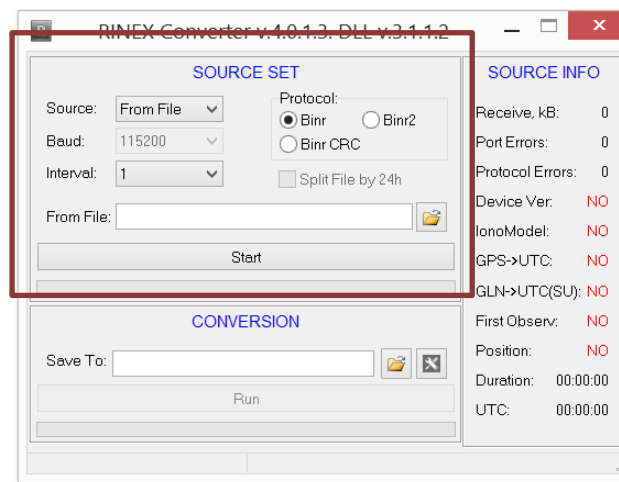 RINEX Converter v.4.0.1.3. DLL v.3.1.1.2
SOURCE SET
Source: From File
Baud: 115200
Interval: 1
Protocol:
Binr Binr2
Binr CRC
Split File by 24h
From File:
Start
CONVERSION
Save To:
Run
SOURCE INFO
Receive, kB: 0
Port Errors: 0
Protocol Errors: 0
Device Ver: NO
IonoModel: NO
GPS->UTC: NO
GLN->UTC(SU): NO
First Observ: NO
Position: NO
Duration: 00:00:00
UTC: 00:00:00